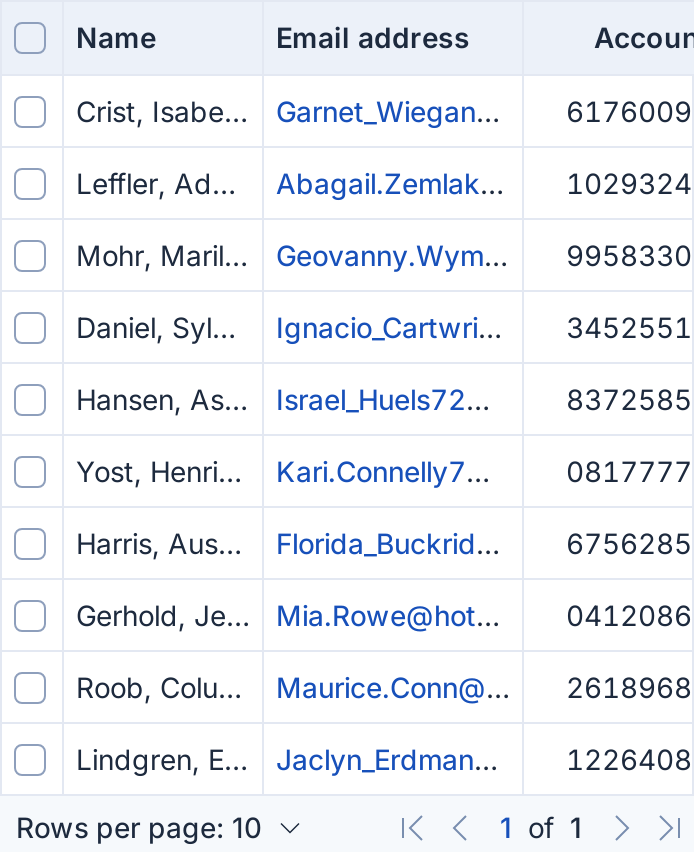 Name Email address Accoun
Crist, Isabe... Garnet_Wiegan... 6176009
Leffler, Ad... Abagail.Zemlak... 1029324
Mohr, Maril... Geovanny.Wym... 9958330
Daniel, Syl... Ignacio_Cartwri... 3452551
Hansen, As... Israel_Huels72... 8372585
Yost, Henri... Kari.Connelly7... 0817777
Harris, Aus... Florida_Buckrid... 6756285
Gerhold, Je... Mia.Rowe@hot... 0412086
Roob, Colu... Maurice.Conn@... 2618968
Lindgren, E... Jaclyn_Erdman... 1226408
Rows per page: 10 1 of 1